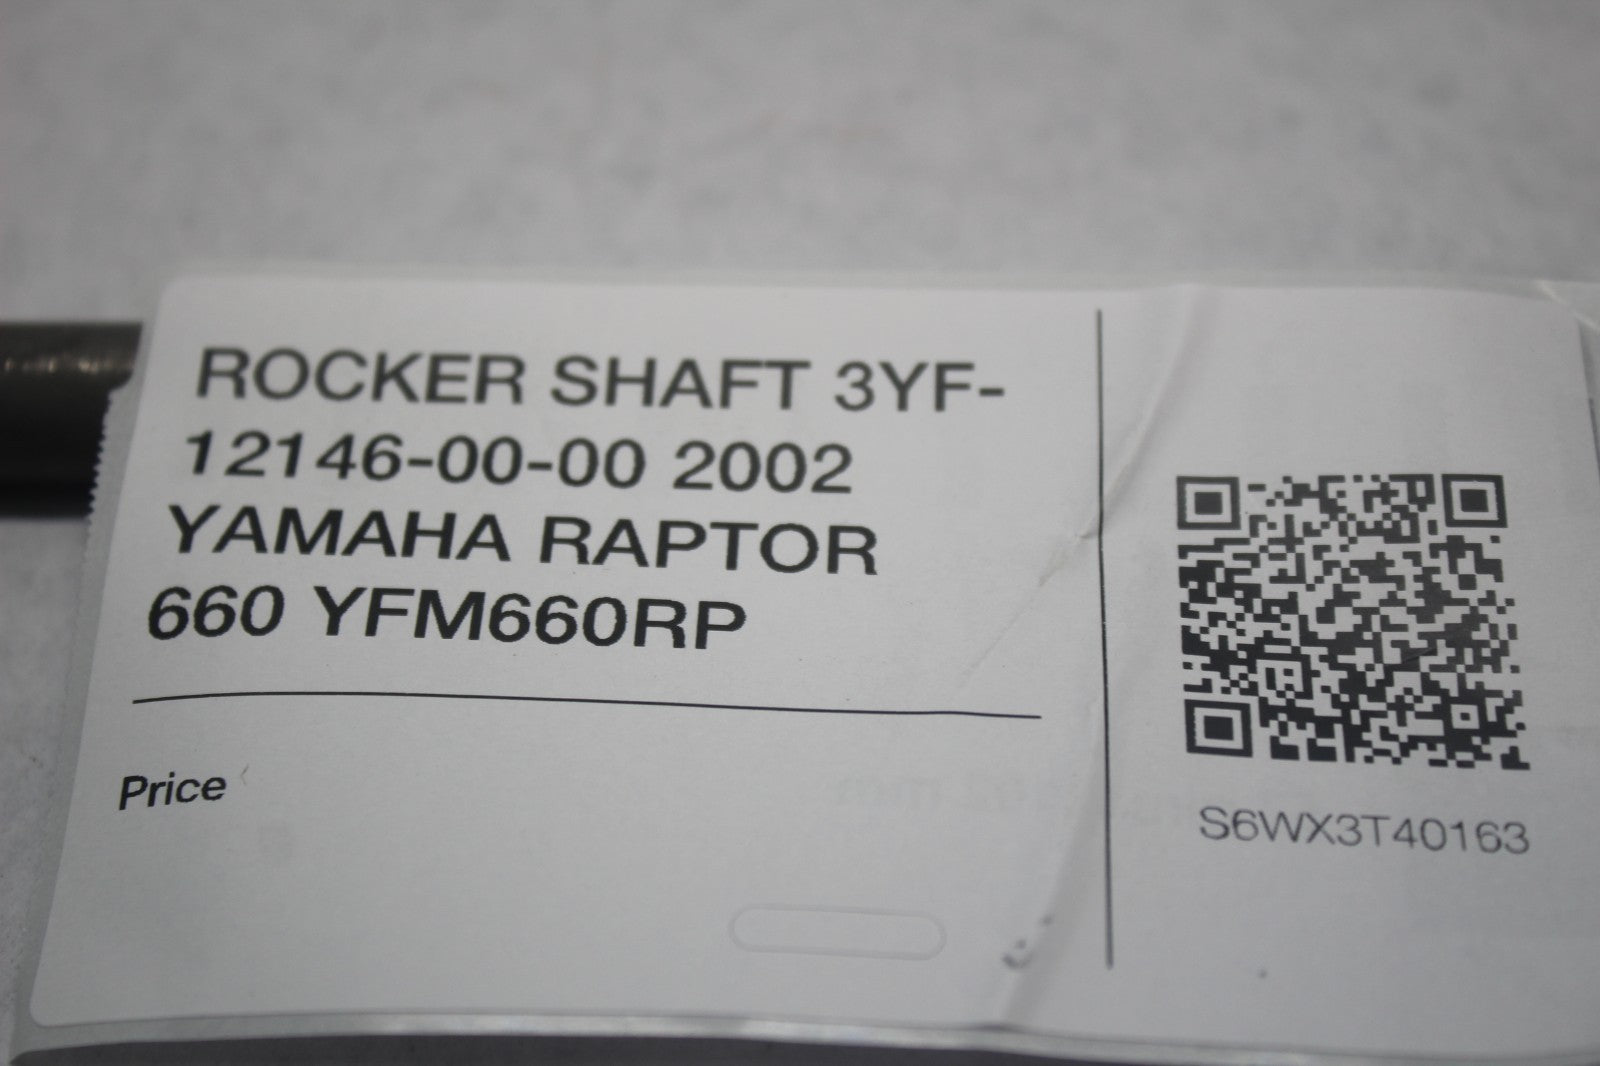 ROCKER SHAFT 3YF-
12146-00-00 2002
YAMAHA RAPTOR
660 YFM660RP
Price
S6WX3T40163